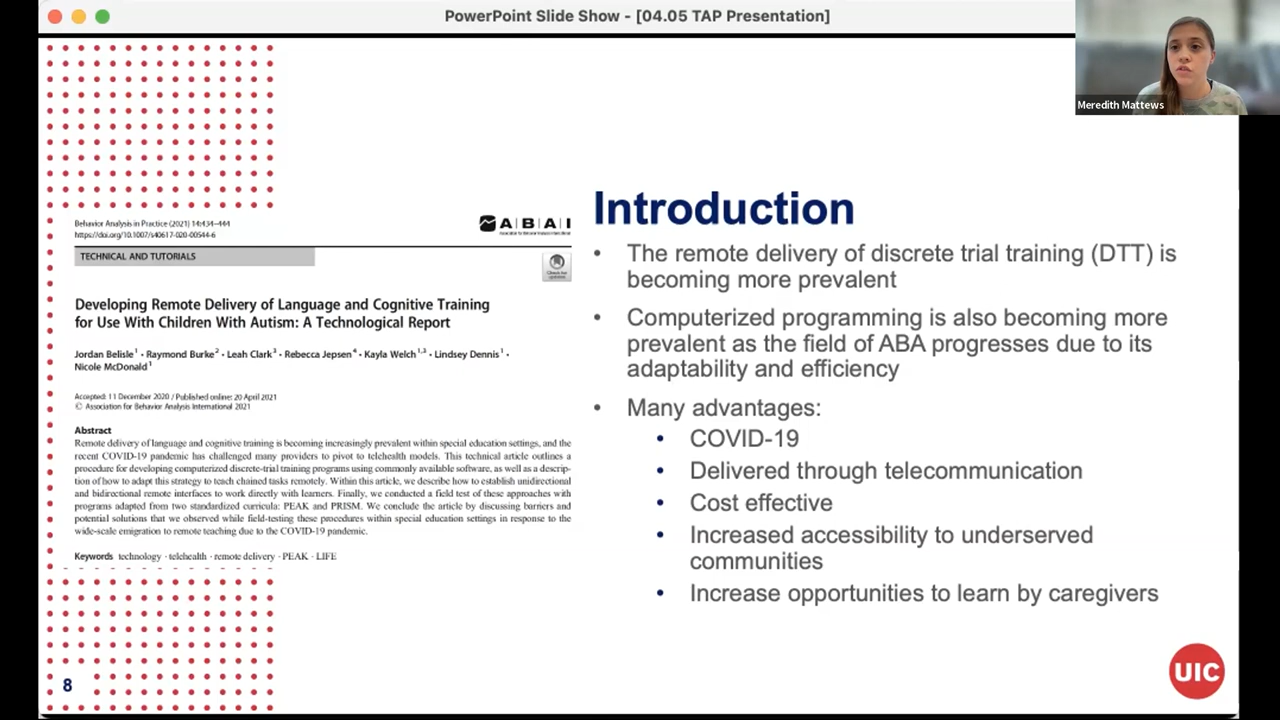 PowerPoint Slide Show - [04.05 TAP Presentation]
Meredith Mattews
Behavior Analysis in Practice (2021) 14:434–444
https://doi.org/10.1007/s40617-020-00544-6
ABAI
TECHNICAL AND TUTORIALS
Check for
updates
Developing Remote Delivery of Language and Cognitive Training
for Use With Children With Autism: A Technological Report
Jordan Belisle1 · Raymond Burke2 · Leah Clark3 · Rebecca Jepsen4 · Kayla Welch1,3 · Lindsey Dennis1 ·
Nicole McDonald1
Accepted: 11 December 2020 / Published online: 20 April 2021
© Association for Behavior Analysis International 2021
Abstract
Remote delivery of language and cognitive training is becoming increasingly prevalent within special education settings, and the
recent COVID-19 pandemic has challenged many providers to pivot to telehealth models. This technical article outlines a
procedure for developing computerized discrete-trial training programs using commonly available software, as well as a descrip-
tion of how to adapt this strategy to teach chained tasks remotely. Within this article, we describe how to establish unidirectional
and bidirectional remote interfaces to work directly with learners. Finally, we conducted a field test of these approaches with
programs adapted from two standardized curricula: PEAK and PRISM. We conclude the article by discussing barriers and
potential solutions that we observed while field-testing these procedures within special education settings in response to the
wide-scale emigration to remote teaching due to the COVID-19 pandemic.
Keywords technology · telehealth · remote delivery · PEAK · LIFE
Introduction
• The remote delivery of discrete trial training (DTT) is
becoming more prevalent
• Computerized programming is also becoming more
prevalent as the field of ABA progresses due to its
adaptability and efficiency
• Many advantages:
• COVID-19
• Delivered through telecommunication
• Cost effective
• Increased accessibility to underserved
communities
• Increase opportunities to learn by caregivers
8
UIC